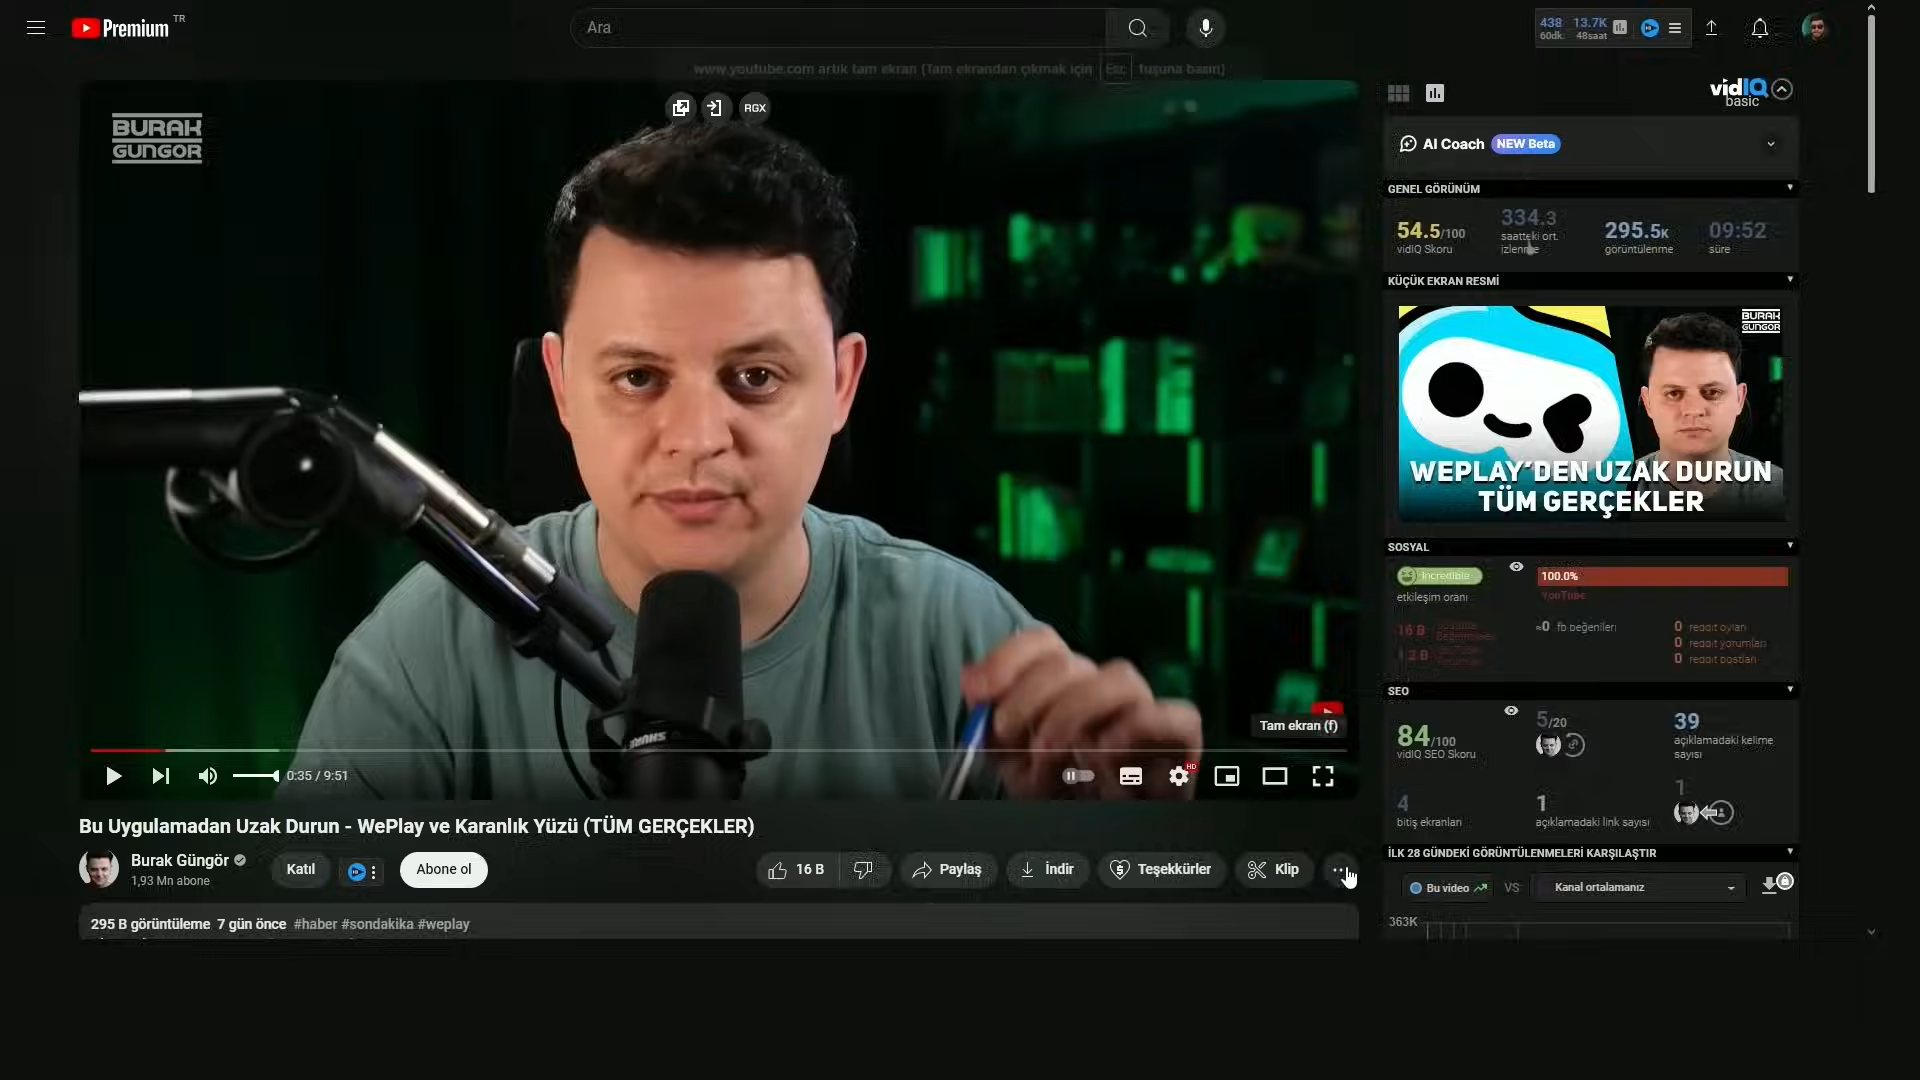 Premium TR
Ara
438 13.7K
60dk. 48saat
www.youtube.com artık tam ekran (Tam ekrandan çıkmak için Esc tuşuna basın)
BURAK
GUNGOR
RGX
vidIQ
basic
AI Coach NEW Beta
GENEL GÖRÜNÜM
54.5/100
vidIQ Skoru
334.3
saatteki ort.
izlenme
295.5K
görüntülenme
09:52
süre
KÜÇÜK EKRAN RESMİ
BURAK
GUNGOR
WEPLAY'DEN UZAK DURUN
TÜM GERÇEKLER
SOSYAL
Incredible
etkileşim oranı
100.0%
YouTube
16 B
≈0 fb beğenileri
0 reddit oyları
0 reddit yorumları
0 reddit postları
SEO
84/100
vidIQ SEO Skoru
5/20
39
açıklamadaki kelime
sayısı
4
bitiş ekranları
1
açıklamadaki link sayısı
1
İLK 28 GÜNDEKİ GÖRÜNTÜLENMELERİ KARŞILAŞTIR
Bu video VS Kanal ortalamanız
363K
SHURE
Tam ekran (f)
0:35 / 9:51
HD
Bu Uygulamadan Uzak Durun - WePlay ve Karanlık Yüzü (TÜM GERÇEKLER)
Burak Güngör
1,93 Mn abone
Katıl
Abone ol
16 B
Paylaş
İndir
Teşekkürler
Klip
295 B görüntüleme 7 gün önce #haber #sondakika #weplay